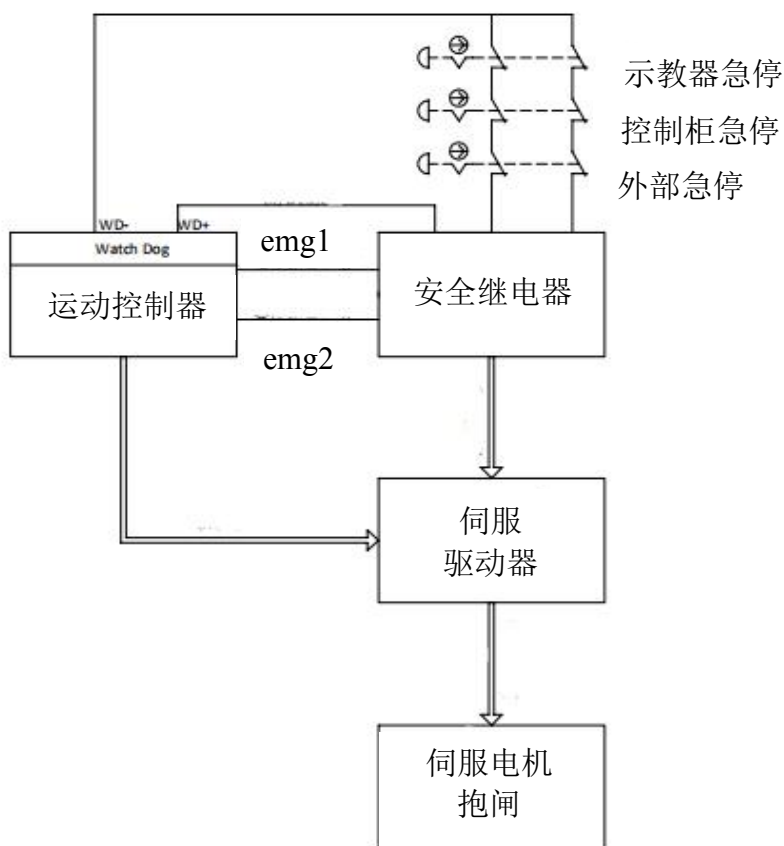 示教器急停
控制柜急停
外部急停
WD-
WD+
Watch Dog
emg1
运动控制器
安全继电器
emg2
伺服
驱动器
伺服电机
抱闸